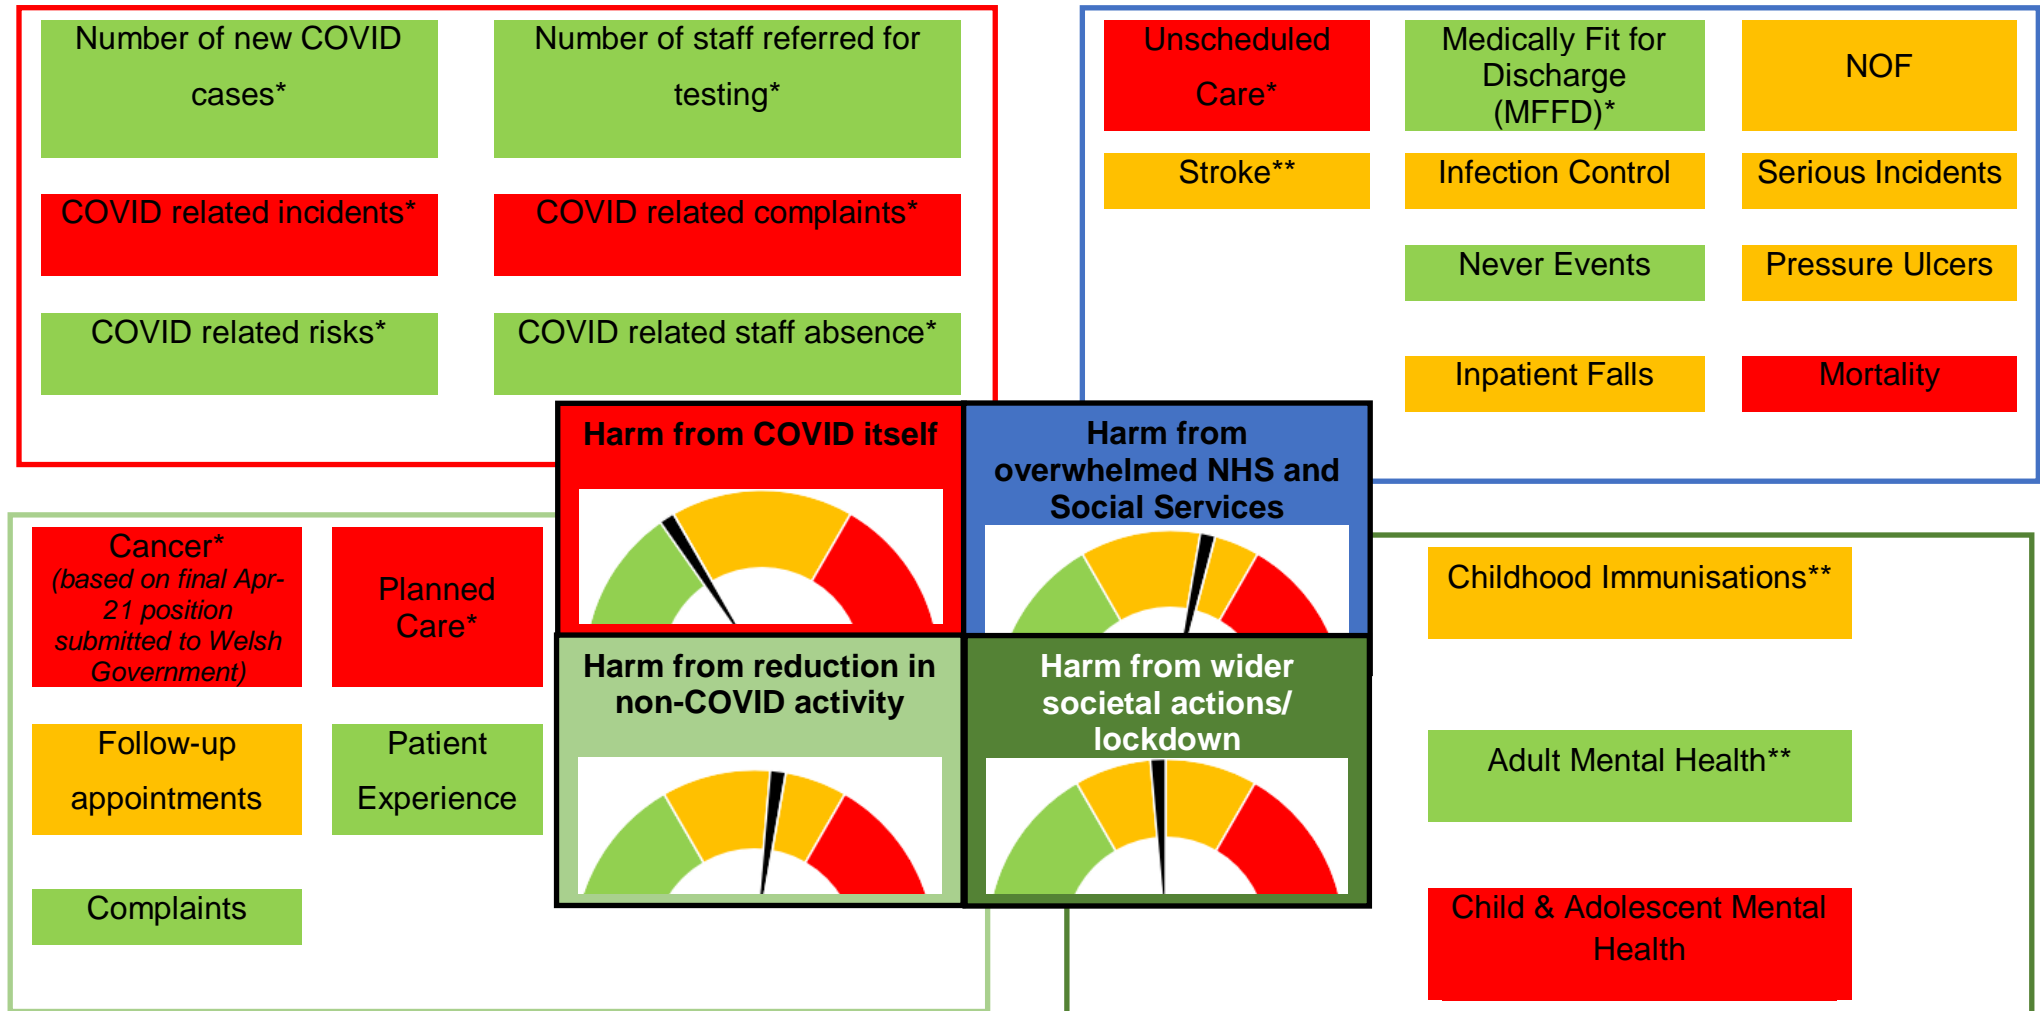 Number of new COVID
cases*
Number of staff referred for
testing*
COVID related incidents*
COVID related complaints*
COVID related risks*
COVID related staff absence*
Unscheduled
Care*
Medically Fit for
Discharge
(MFFD)*
NOF
Stroke**
Infection Control
Serious Incidents
Never Events
Pressure Ulcers
Inpatient Falls
Mortality
Harm from COVID itself
Harm from
overwhelmed NHS and
Social Services
Cancer*
(based on final Apr-
21 position
submitted to Welsh
Government)
Planned
Care*
Follow-up
appointments
Patient
Experience
Complaints
Harm from reduction in
non-COVID activity
Harm from wider
societal actions/
lockdown
Childhood Immunisations**
Adult Mental Health**
Child & Adolescent Mental
Health